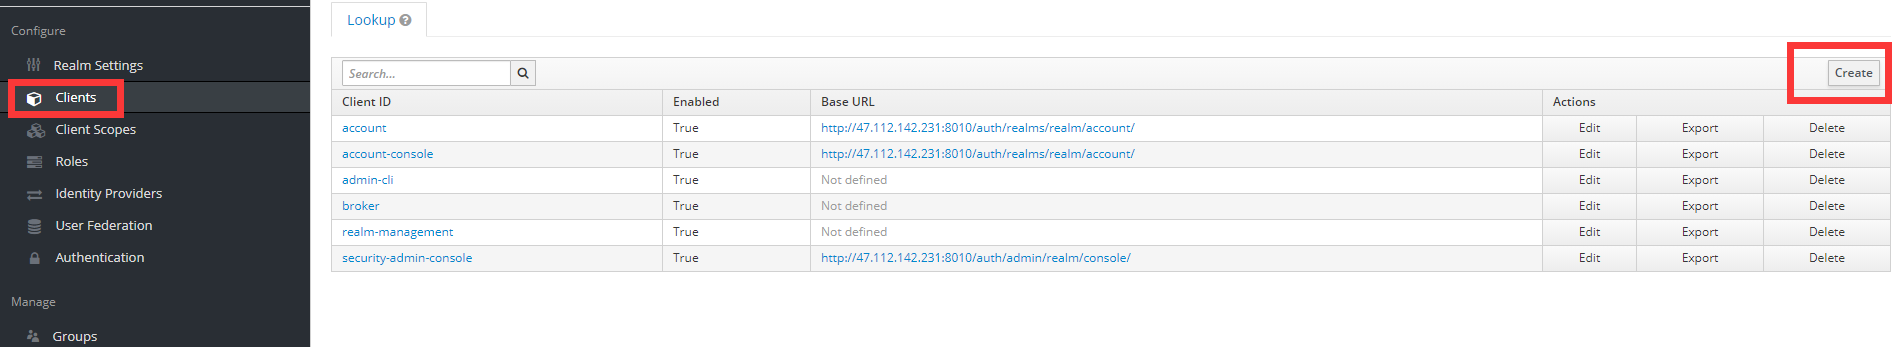 Configure
Realm Settings
Clients
Client Scopes
Roles
Identity Providers
User Federation
Authentication
Manage
Groups
Lookup
Search...
Create
Client ID Enabled Base URL Actions
account True http://47.112.142.231:8010/auth/realms/realm/account/ Edit Export Delete
account-console True http://47.112.142.231:8010/auth/realms/realm/account/ Edit Export Delete
admin-cli True Not defined Edit Export Delete
broker True Not defined Edit Export Delete
realm-management True Not defined Edit Export Delete
security-admin-console True http://47.112.142.231:8010/auth/admin/realm/console/ Edit Export Delete